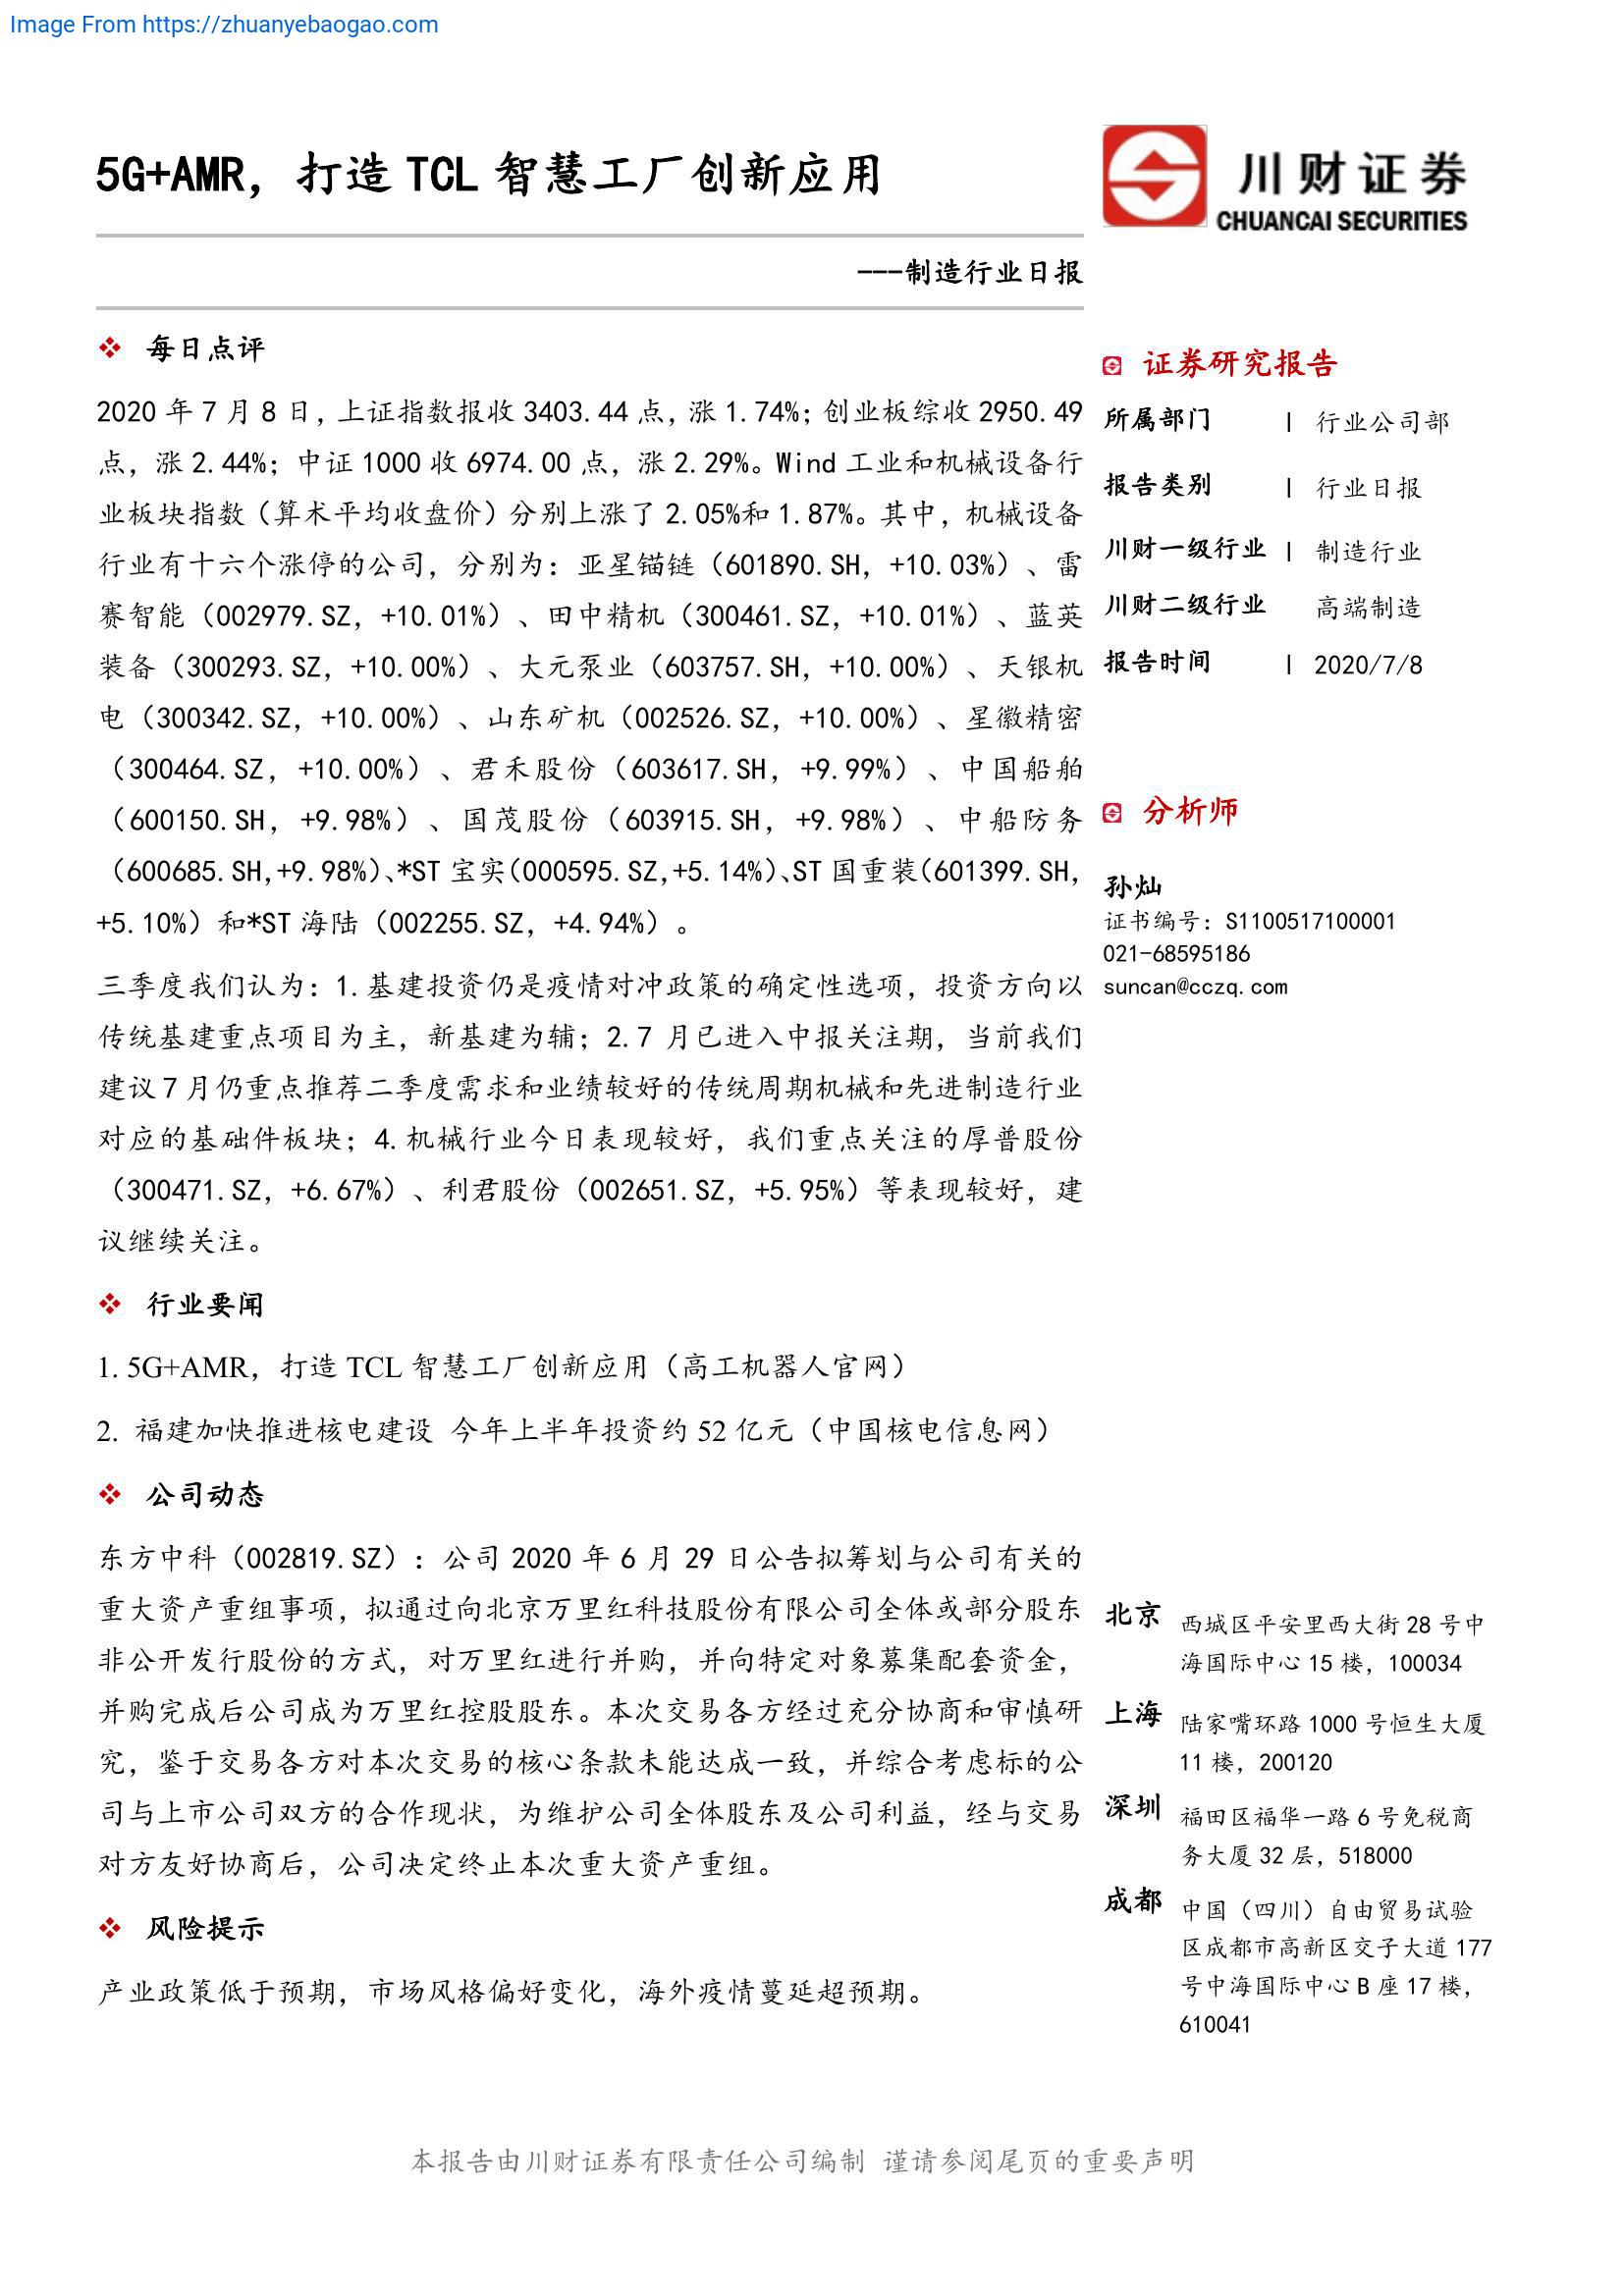 Image From https://zhuanyebaogao.com
5G+AMR，打造 TCL 智慧工厂创新应用
川财证券
CHUANCAI SECURITIES
---制造行业日报
每日点评
2020 年 7 月 8 日，上证指数报收 3403.44 点，涨 1.74%；创业板综收 2950.49
点，涨 2.44%；中证 1000 收 6974.00 点，涨 2.29%。Wind 工业和机械设备行
业板块指数（算术平均收盘价）分别上涨了 2.05%和 1.87%。其中，机械设备
行业有十六个涨停的公司，分别为：亚星锚链（601890.SH，+10.03%）、雷
赛智能（002979.SZ，+10.01%）、田中精机（300461.SZ，+10.01%）、蓝英
装备（300293.SZ，+10.00%）、大元泵业（603757.SH，+10.00%）、天银机
电（300342.SZ，+10.00%）、山东矿机（002526.SZ，+10.00%）、星徽精密
（300464.SZ，+10.00%）、君禾股份（603617.SH，+9.99%）、中国船舶
（600150.SH，+9.98%）、国茂股份（603915.SH，+9.98%）、中船防务
（600685.SH,+9.98%）、*ST 宝实（000595.SZ,+5.14%）、ST 国重装（601399.SH，
+5.10%）和*ST 海陆（002255.SZ，+4.94%）。
三季度我们认为：1.基建投资仍是疫情对冲政策的确定性选项，投资方向以
传统基建重点项目为主，新基建为辅；2.7 月已进入中报关注期，当前我们
建议 7 月仍重点推荐二季度需求和业绩较好的传统周期机械和先进制造行业
对应的基础件板块；4.机械行业今日表现较好，我们重点关注的厚普股份
（300471.SZ，+6.67%）、利君股份（002651.SZ，+5.95%）等表现较好，建
议继续关注。
行业要闻
1. 5G+AMR，打造 TCL 智慧工厂创新应用（高工机器人官网）
2. 福建加快推进核电建设 今年上半年投资约 52 亿元（中国核电信息网）
公司动态
东方中科（002819.SZ）：公司 2020 年 6 月 29 日公告拟筹划与公司有关的
重大资产重组事项，拟通过向北京万里红科技股份有限公司全体或部分股东
非公开发行股份的方式，对万里红进行并购，并向特定对象募集配套资金，
并购完成后公司成为万里红控股股东。本次交易各方经过充分协商和审慎研
究，鉴于交易各方对本次交易的核心条款未能达成一致，并综合考虑标的公
司与上市公司双方的合作现状，为维护公司全体股东及公司利益，经与交易
对方友好协商后，公司决定终止本次重大资产重组。
风险提示
产业政策低于预期，市场风格偏好变化，海外疫情蔓延超预期。
证券研究报告
所属部门 | 行业公司部
报告类别 | 行业日报
川财一级行业 | 制造行业
川财二级行业 高端制造
报告时间 | 2020/7/8
分析师
孙灿
证书编号：S1100517100001
021-68595186
suncan@cczq.com
北京 西城区平安里西大街 28 号中
海国际中心 15 楼，100034
上海 陆家嘴环路 1000 号恒生大厦
11 楼，200120
深圳 福田区福华一路 6 号免税商
务大厦 32 层，518000
成都 中国（四川）自由贸易试验
区成都市高新区交子大道 177
号中海国际中心 B 座 17 楼，
610041
本报告由川财证券有限责任公司编制 谨请参阅尾页的重要声明